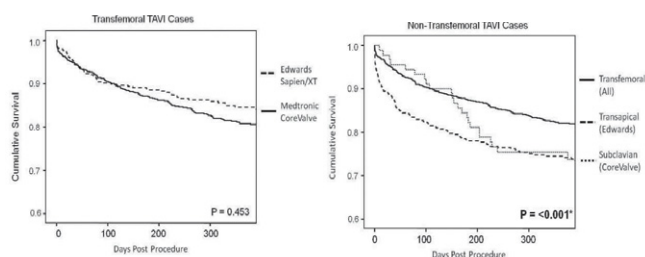 Transfemoral TAVI Cases
Cumulative Survival
1.0
0.9
0.8
0.7
0.6
0
100
200
300
Days Post Procedure
P = 0.453
Edwards
Sapien/XT
Medtronic
CoreValve
Non-Transfemoral TAVI Cases
Cumulative Survival
1.0
0.9
0.8
0.7
0.6
0
100
200
300
Days Post Procedure
P = <0.001*
Transfemoral
(All)
Transapical
(Edwards)
Subclavian
(CoreValve)